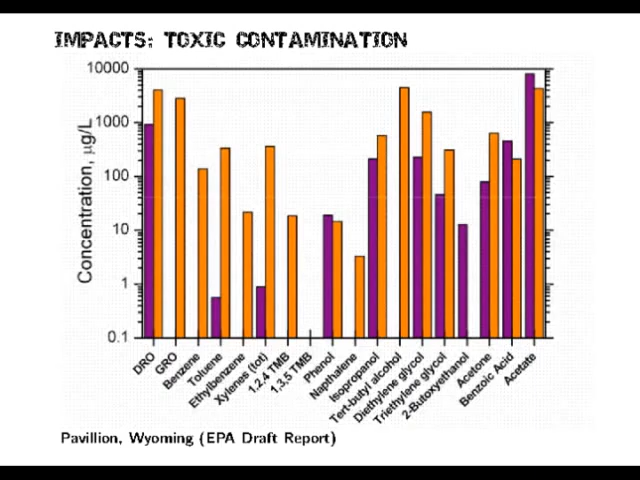 IMPACTS: TOXIC CONTAMINATION
10000
1000
100
10
1
0.1
Concentration, µg/L
DRO
GRO
Benzene
Toluene
Ethylbenzene
Xylenes (tot)
1,2,4 TMB
1,3,5 TMB
Phenol
Napthalene
Isopropanol
Tert-butyl alcohol
Diethylene glycol
Triethylene glycol
2-Butoxyethanol
Acetone
Benzoic Acid
Acetate
Pavillion, Wyoming (EPA Draft Report)